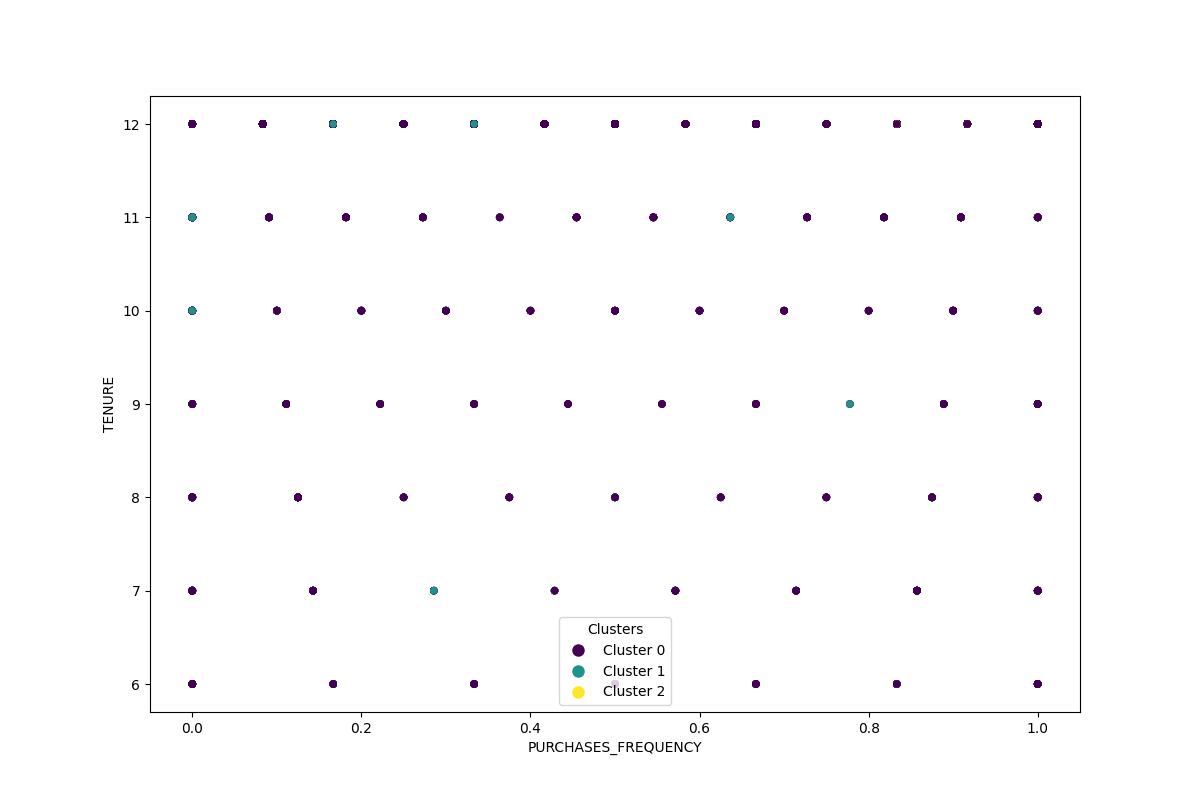 12
11
10
9
8
7
6
TENURE
Clusters
Cluster 0
Cluster 1
Cluster 2
0.0 0.2 0.4 0.6 0.8 1.0
PURCHASES_FREQUENCY